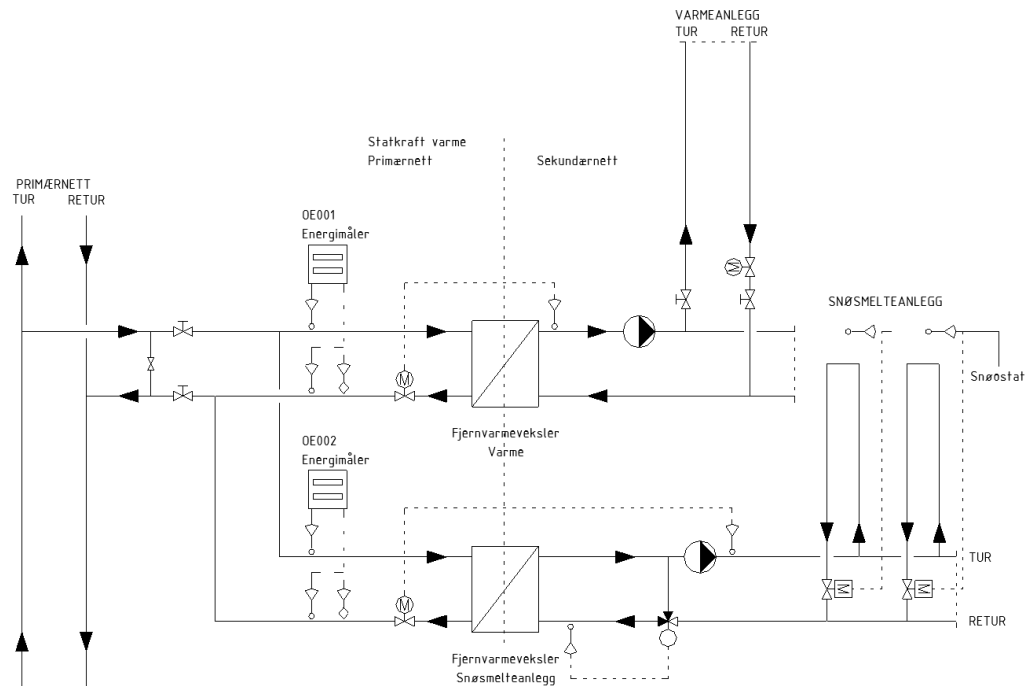 VARMEANLEGG
TUR RETUR
Statkraft varme
Primærnett
Sekundærnett
PRIMÆRNETT
TUR RETUR
OE001
Energimåler
M
M
SNØSMELTEANLEGG
Snøostat
Fjernvarmeveksler
Varme
OE002
Energimåler
M
M
M
TUR
RETUR
Fjernvarmeveksler
Snøsmelteanlegg